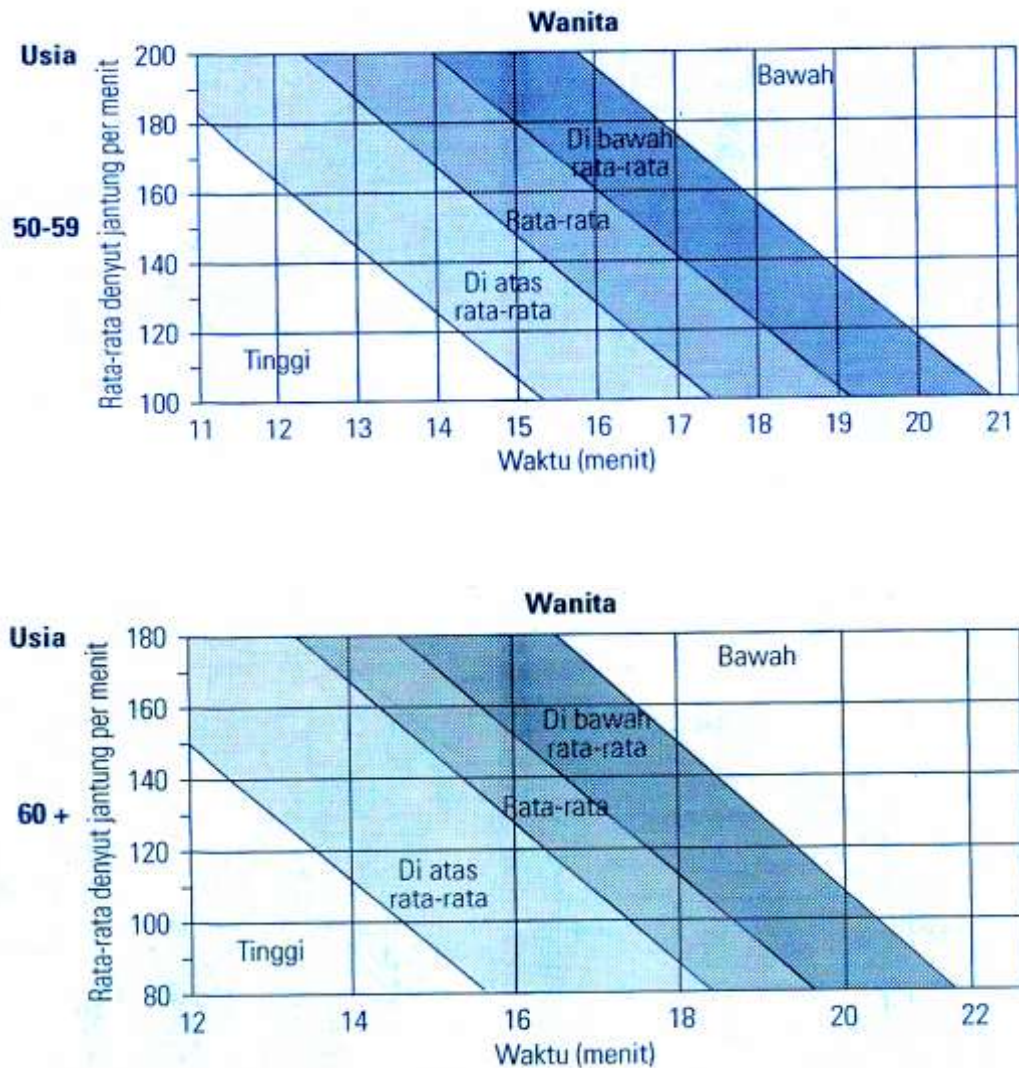 Wanita
Usia
50-59
Rata-rata denyut jantung per menit
200
180
160
140
120
100
Bawah
Di bawah
rata-rata
Rata-rata
Di atas
rata-rata
Tinggi
11 12 13 14 15 16 17 18 19 20 21
Waktu (menit)
Wanita
Usia
60 +
Rata-rata denyut jantung per menit
180
160
140
120
100
80
Bawah
Di bawah
rata-rata
Rata-rata
Di atas
rata-rata
Tinggi
12 14 16 18 20 22
Waktu (menit)